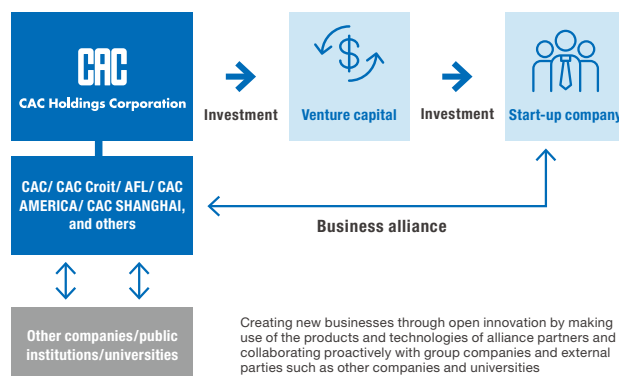 CAC
CAC Holdings Corporation
Investment
$
Venture capital
Investment
Start-up company
CAC/ CAC Croit/ AFL/ CAC
AMERICA/ CAC SHANGHAI,
and others
Business alliance
Other companies/public
institutions/universities
Creating new businesses through open innovation by making
use of the products and technologies of alliance partners and
collaborating proactively with group companies and external
parties such as other companies and universities